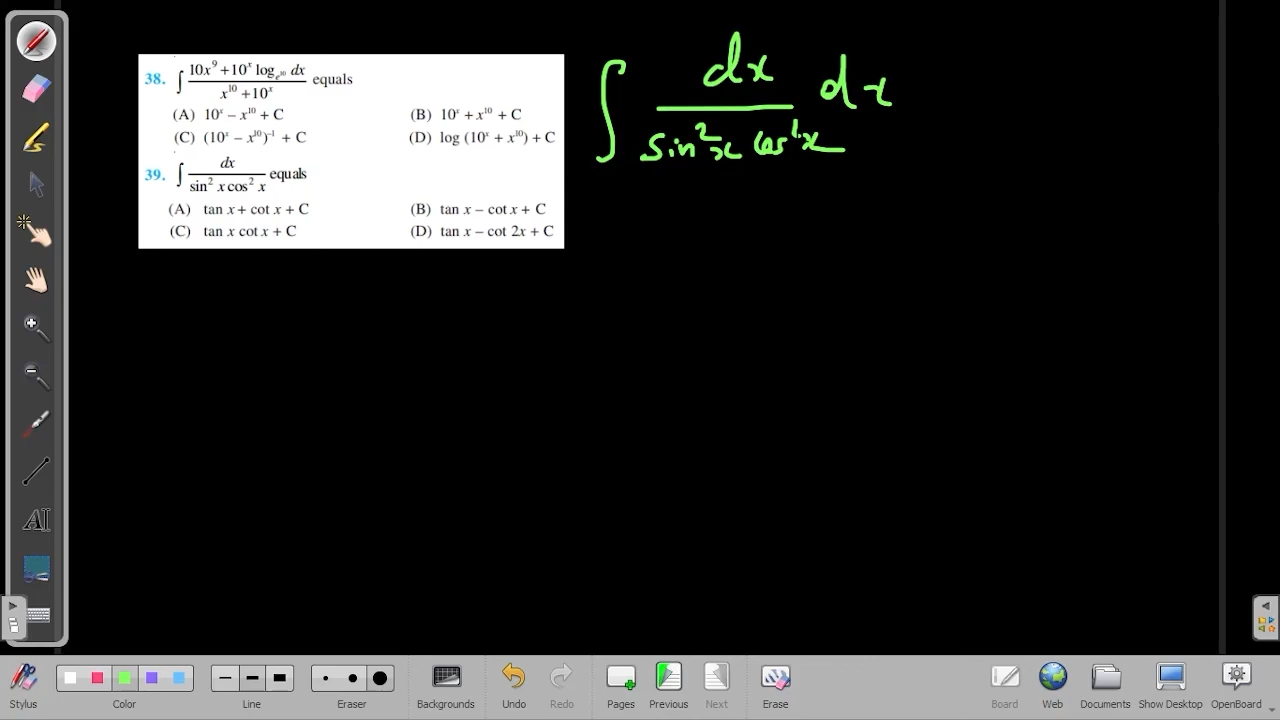 38. ∫ 10x⁹ + 10ˣ logₑ¹⁰ dx / x¹⁰ + 10ˣ equals
(A) 10ˣ – x¹⁰ + C (B) 10ˣ + x¹⁰ + C
(C) (10ˣ – x¹⁰)⁻¹ + C (D) log (10ˣ + x¹⁰) + C
39. ∫ dx / sin² x cos² x equals
(A) tan x + cot x + C (B) tan x – cot x + C
(C) tan x cot x + C (D) tan x – cot 2x + C
∫ dx / sin²x cos²x dx
Stylus Color Line Eraser Backgrounds Undo Redo Pages Previous Next Erase Board Web Documents Show Desktop OpenBoard